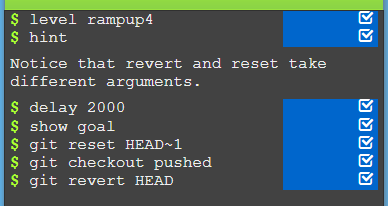 $ level rampup4
$ hint
Notice that revert and reset take
different arguments.
$ delay 2000
$ show goal
$ git reset HEAD~1
$ git checkout pushed
$ git revert HEAD